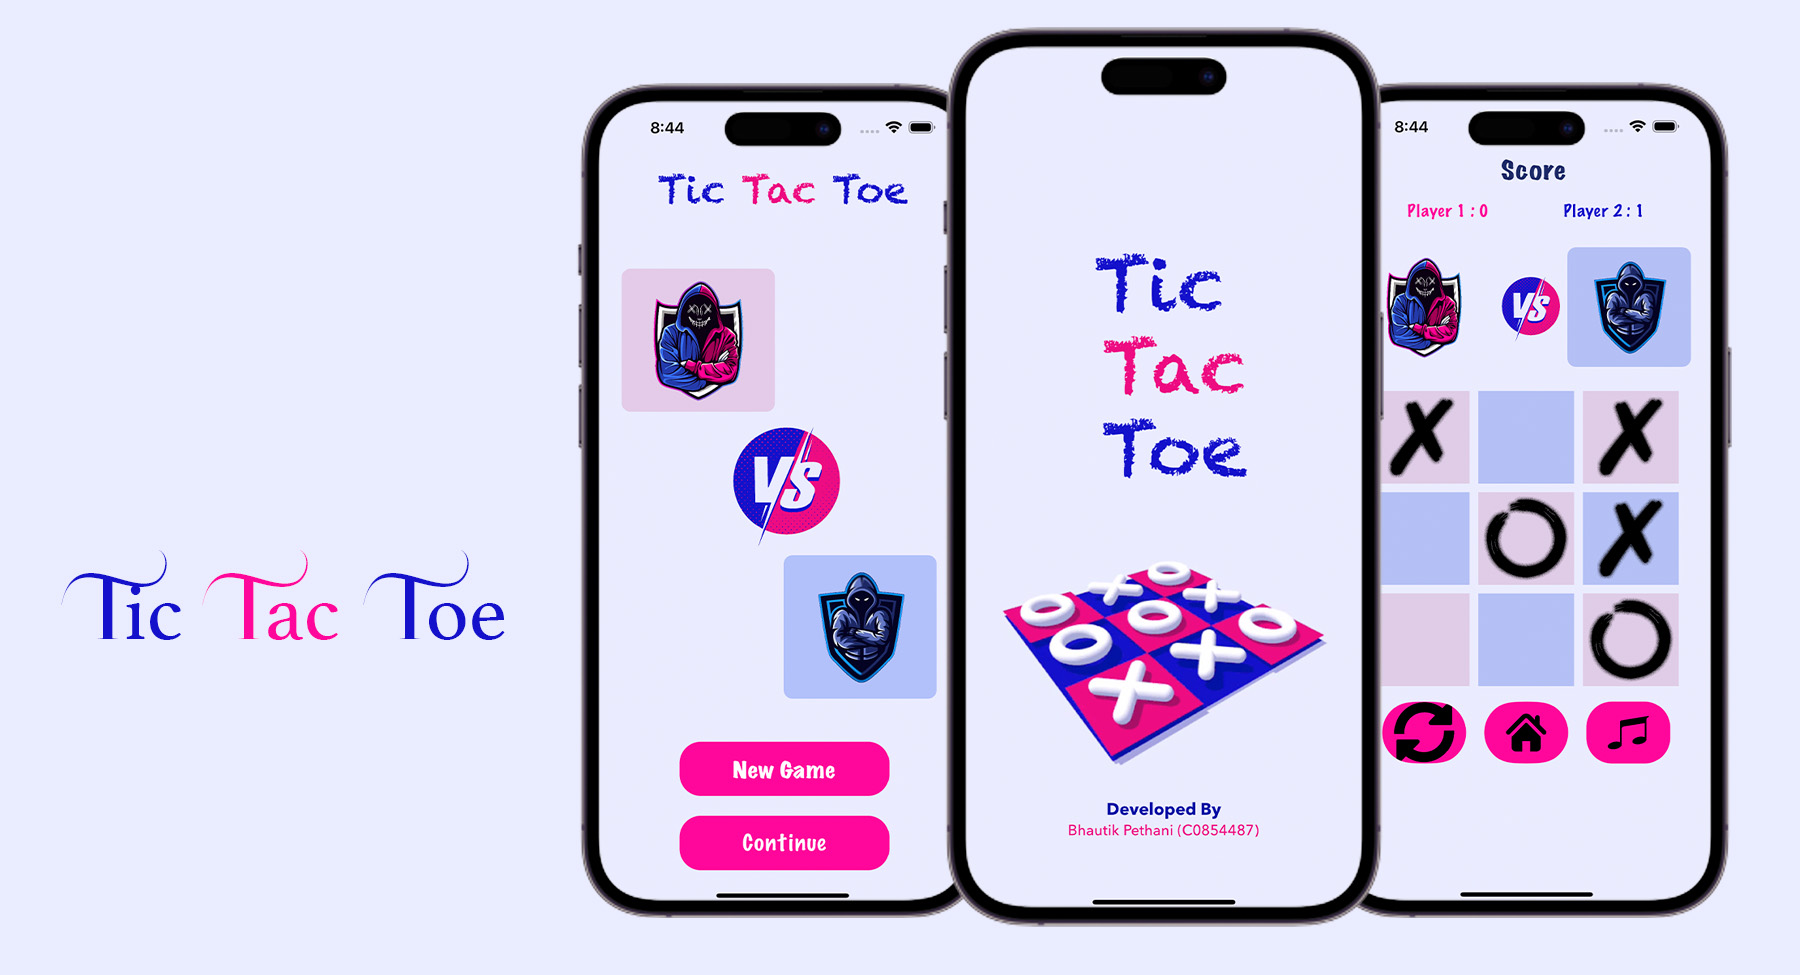 Tic Tac Toe
8:44
Tic Tac Toe
VS
New Game
Continue
Tic
Tac
Toe
Developed By
Bhautik Pethani (C0854487)
8:44
Score
Player 1 : 0
Player 2 : 1
VS
X
X
O
X
O